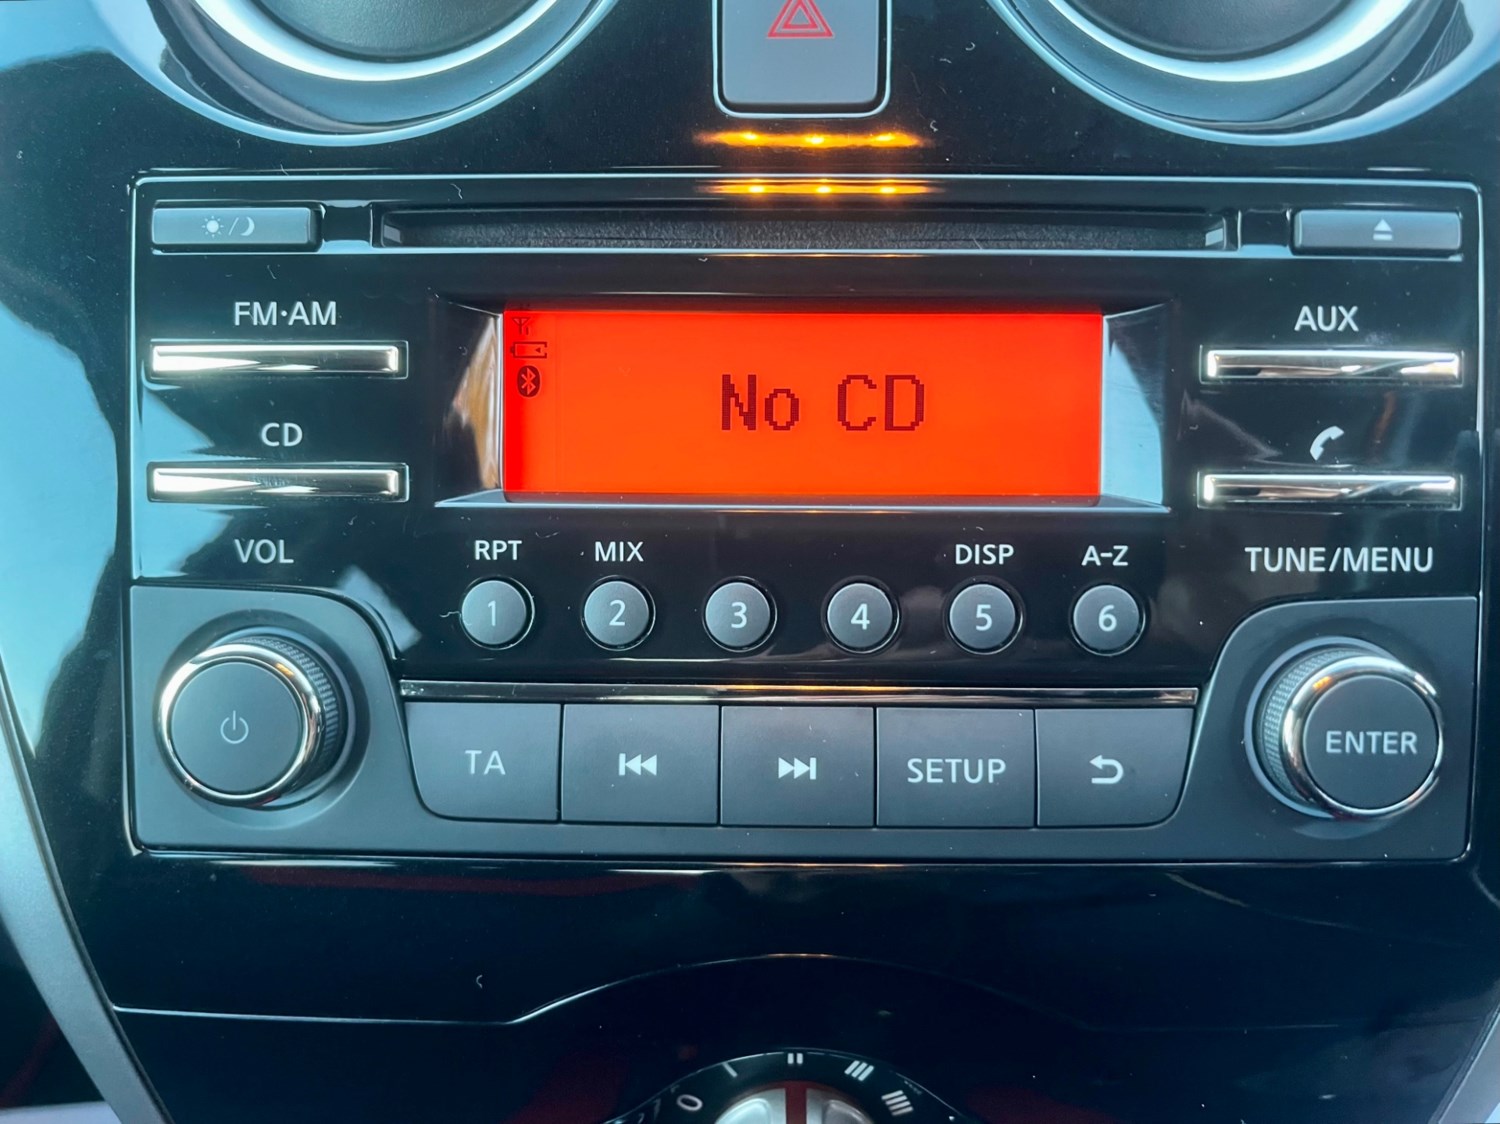 FM·AM
AUX
No CD
CD
VOL
RPT
MIX
DISP
A-Z
TUNE/MENU
1
2
3
4
5
6
TA
SETUP
ENTER
0